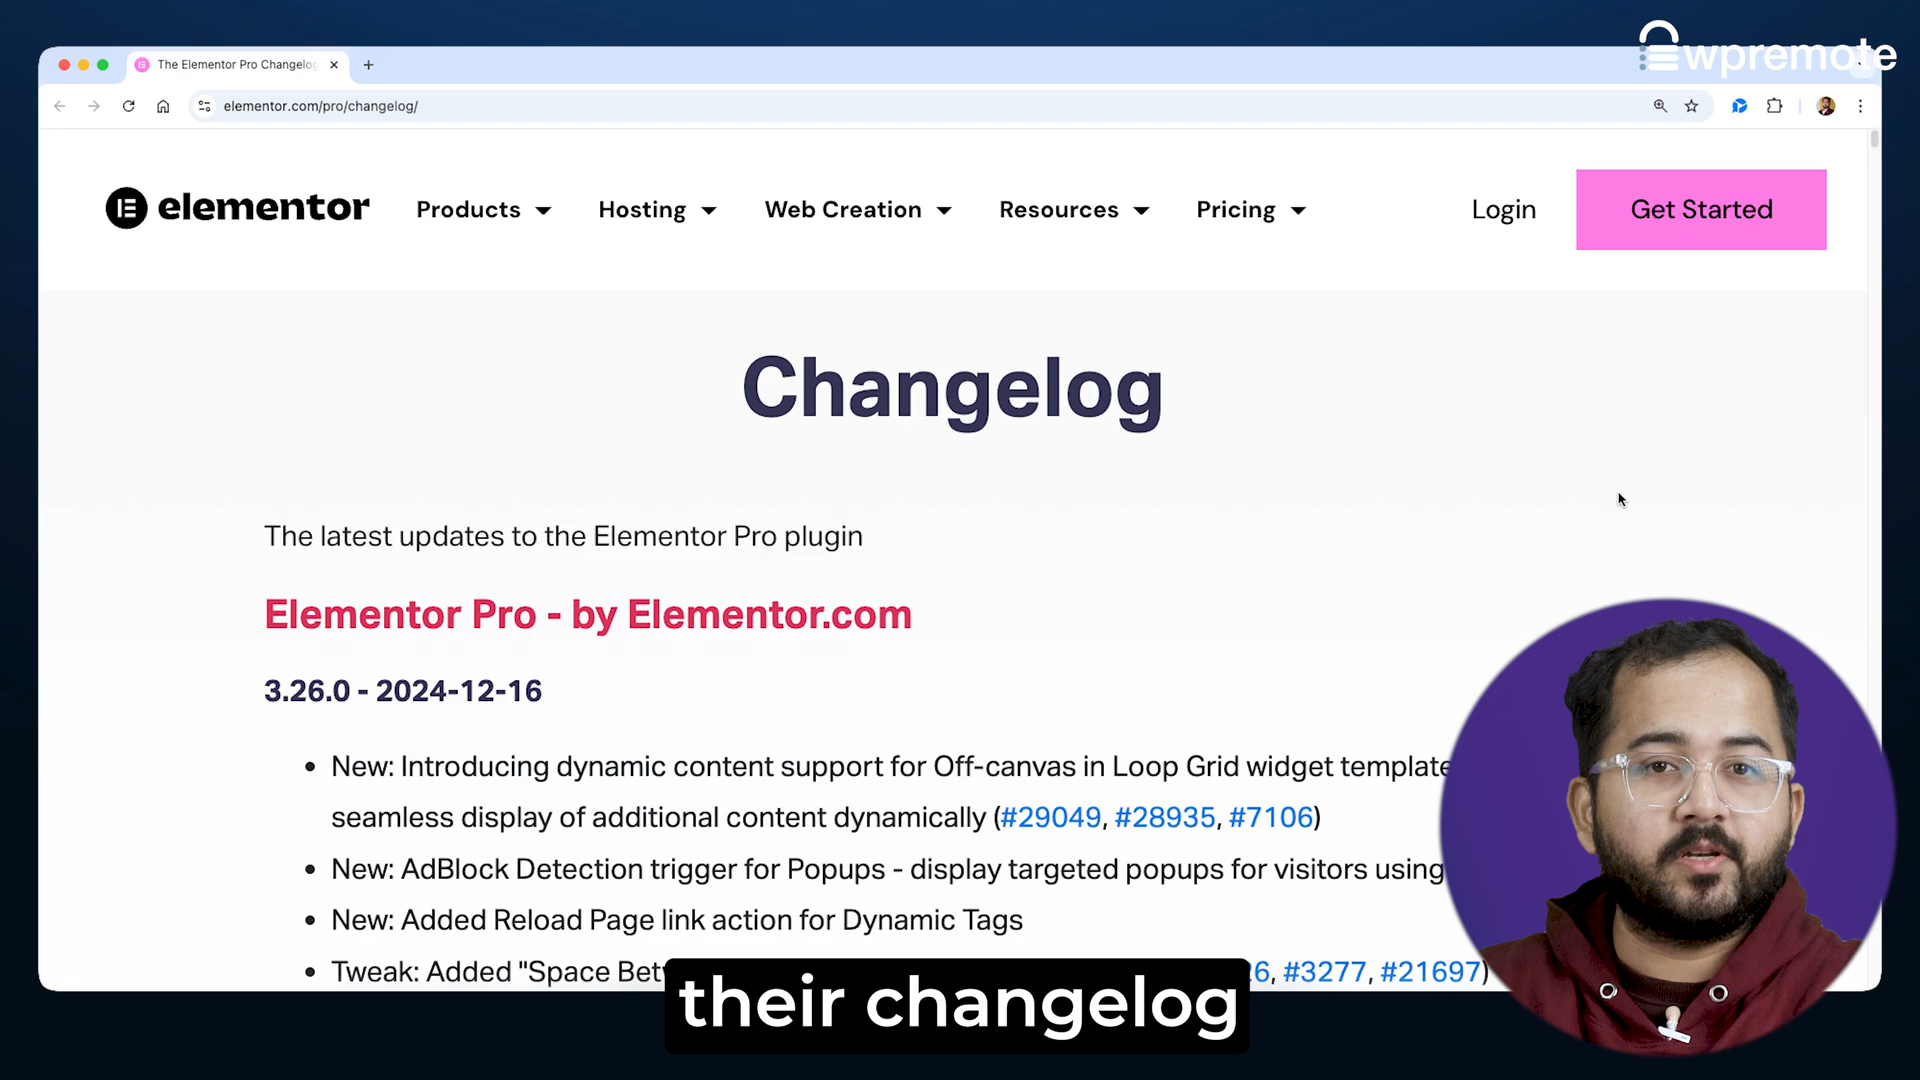 wpremote
The Elementor Pro Changelo
elementor.com/pro/changelog/
elementor
Products
Hosting
Web Creation
Resources
Pricing
Login
Get Started
Changelog
The latest updates to the Elementor Pro plugin
Elementor Pro - by Elementor.com
3.26.0 - 2024-12-16
• New: Introducing dynamic content support for Off-canvas in Loop Grid widget template
seamless display of additional content dynamically (#29049, #28935, #7106)
• New: AdBlock Detection trigger for Popups - display targeted popups for visitors using
• New: Added Reload Page link action for Dynamic Tags
• Tweak: Added "Space Bet 6, #3277, #21697)
their changelog